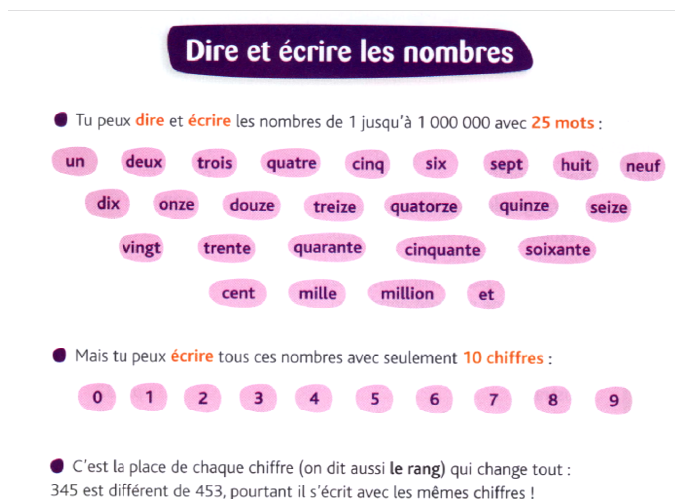 Dire et écrire les nombres
Tu peux dire et écrire les nombres de 1 jusqu'à 1 000 000 avec 25 mots :
un deux trois quatre cinq six sept huit neuf
dix onze douze treize quatorze quinze seize
vingt trente quarante cinquante soixante
cent mille million et
Mais tu peux écrire tous ces nombres avec seulement 10 chiffres :
0 1 2 3 4 5 6 7 8 9
C'est la place de chaque chiffre (on dit aussi le rang) qui change tout :
345 est différent de 453, pourtant il s'écrit avec les mêmes chiffres !